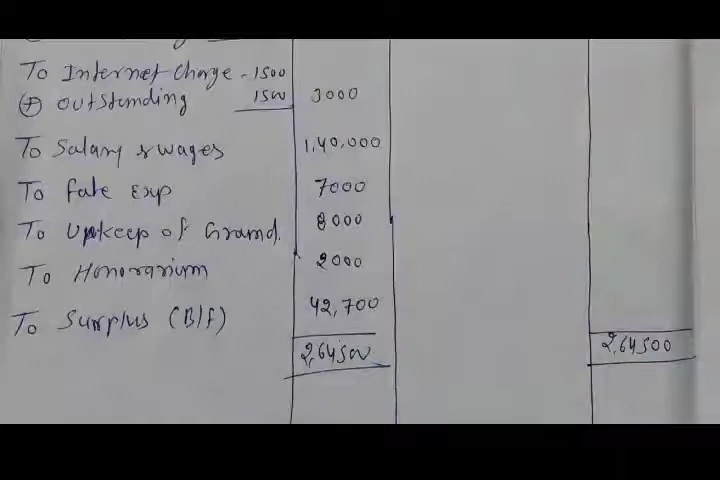 To Internet Charge - 1500
(+) outstanding 1500 3000
To Salary & wages 1,40,000
To fate Exp 7000
To Upkeep of Ground. 8000
To Honorarium 2000
To Surplus (B/f) 42,700
2,64,500 2,64,500